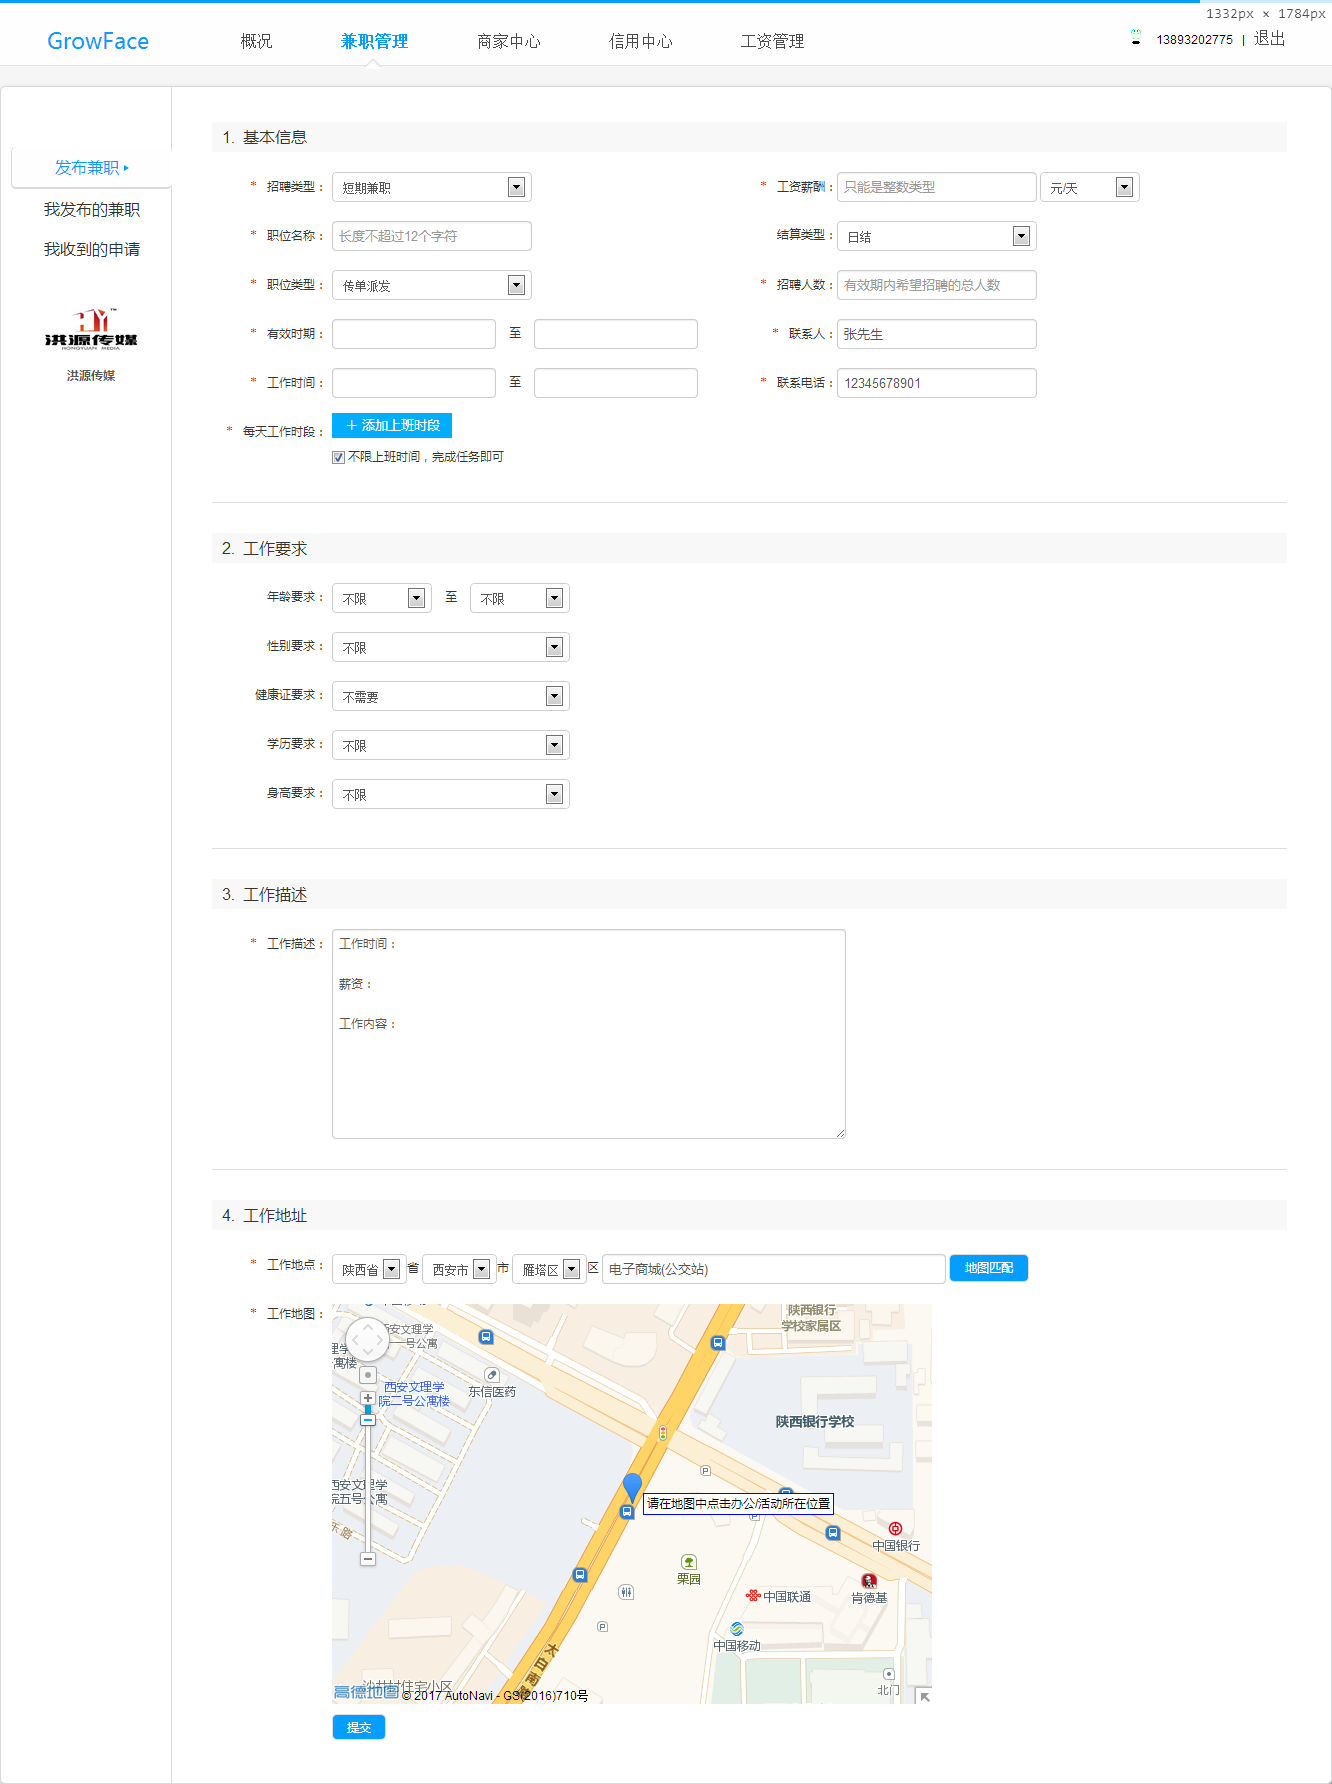 1332px × 1784px
GrowFace 概况 兼职管理 商家中心 信用中心 工资管理 13893202775 | 退出
发布兼职
我发布的兼职
我收到的申请
洪源传媒
HONGYUAN MEDIA
洪源传媒
1. 基本信息
* 招聘类型： 短期兼职 * 工资薪酬： 只能是整数类型 元/天
* 职位名称： 长度不超过12个字符 结算类型： 日结
* 职位类型： 传单派发 * 招聘人数： 有效期内希望招聘的总人数
* 有效时期： 至 * 联系人： 张先生
* 工作时间： 至 * 联系电话： 12345678901
* 每天工作时段： + 添加上班时段
不限上班时间，完成任务即可
2. 工作要求
年龄要求： 不限 至 不限
性别要求： 不限
健康证要求： 不需要
学历要求： 不限
身高要求： 不限
3. 工作描述
* 工作描述： 工作时间：
薪资：
工作内容：
4. 工作地址
* 工作地点： 陕西省 省 西安市 市 雁塔区 区 电子商城(公交站) 地图匹配
* 工作地图：
陕西银行
学校家属区
西安文理学
一号公寓
西安文理学
院二号公寓楼
东信医药
陕西银行学校
西安文理学
院五号公寓
乐路
P
P
请在地图中点击办公/活动所在位置
中国银行
栗园
中国联通
肯德基
P
中国移动
太白南路
沙井村住宅小区
北门
高德地图 © 2017 AutoNavi - GS(2016)710号
提交